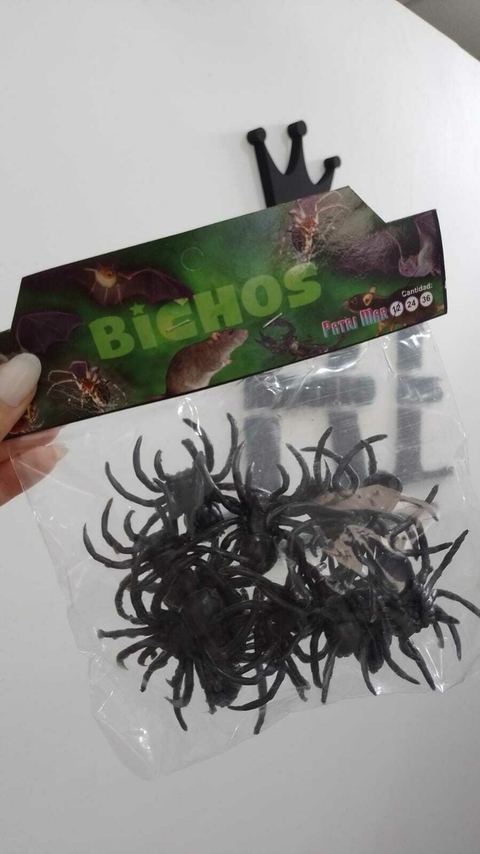 BiCHOS
Cantidad:
PATRI MAR 12 24 36